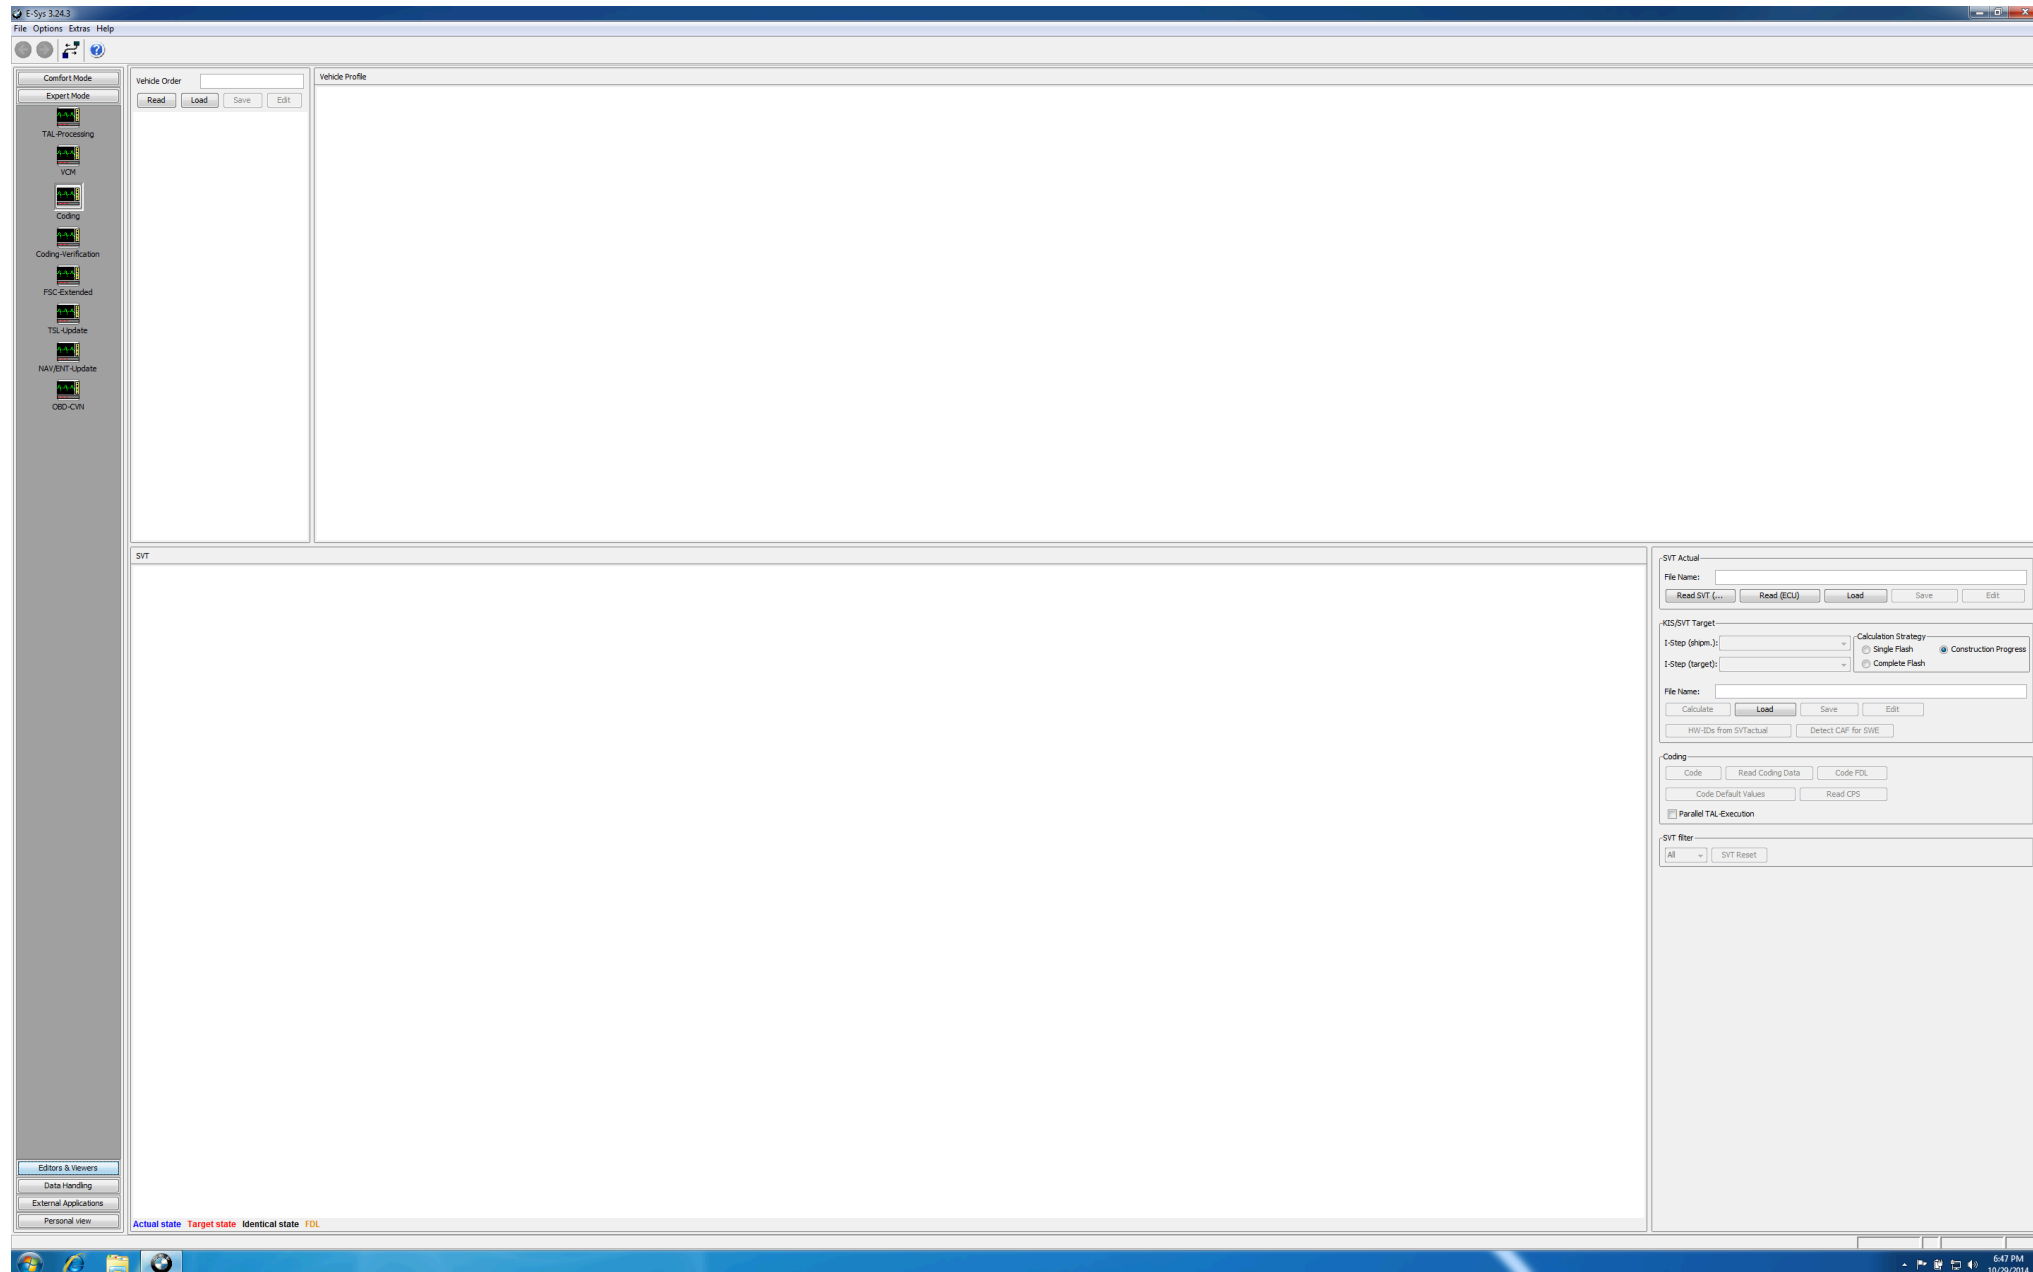 E-Sys 3.24.3
File Options Extras Help
Comfort Mode
Expert Mode
TAL-Processing
VCM
Coding
Coding-Verification
FSC-Extended
TSL-Update
NAV/ENT-Update
OBD-CVN
Editors & Viewers
Data Handling
External Applications
Personal view
Vehicle Order
Read Load Save Edit
Vehicle Profile
SVT
Actual state Target state Identical state FDL
SVT Actual
File Name:
Read SVT (... Read (ECU) Load Save Edit
KIS/SVT Target
I-Step (shipm.):
I-Step (target):
Calculation Strategy
Single Flash Construction Progress
Complete Flash
File Name:
Calculate Load Save Edit
HW-IDs from SVTactual Detect CAF for SWE
Coding
Code Read Coding Data Code FDL
Code Default Values Read CPS
Parallel TAL-Execution
SVT filter
All SVT Reset
6:47 PM
10/29/2014